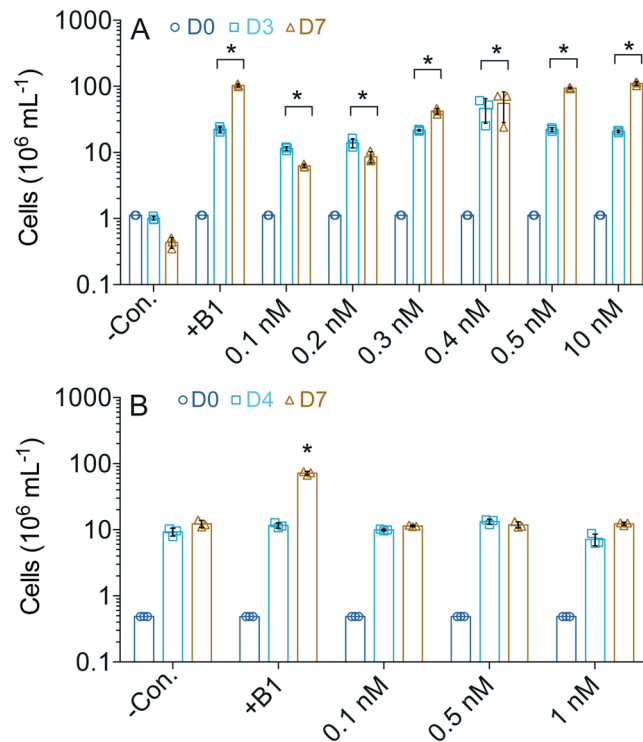 A D0 D3 D7
Cells (10⁶ mL⁻¹)
1000
100
10
1
0.1
* * * * * * *
-Con. +B1 0.1 nM 0.2 nM 0.3 nM 0.4 nM 0.5 nM 10 nM
B D0 D4 D7
Cells (10⁶ mL⁻¹)
1000
100
10
1
0.1
*
-Con. +B1 0.1 nM 0.5 nM 1 nM